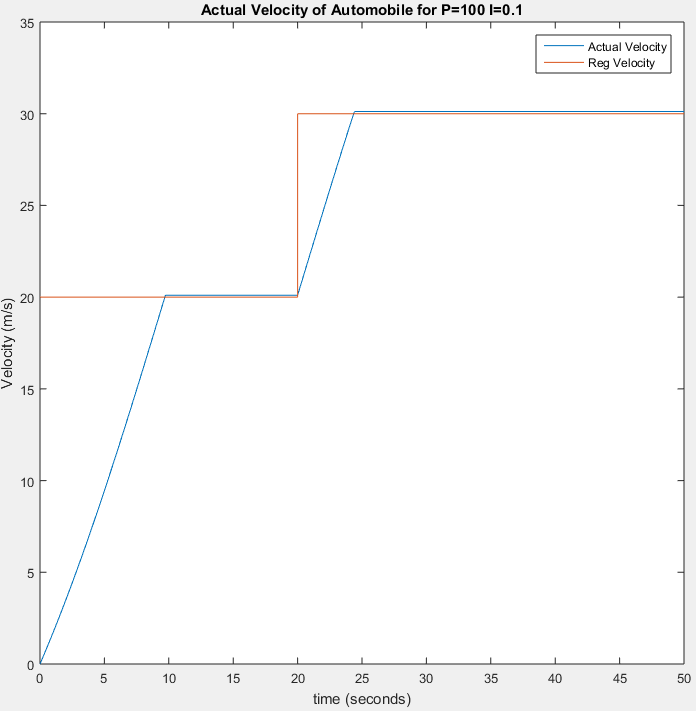 Actual Velocity of Automobile for P=100 I=0.1
35
Actual Velocity
Reg Velocity
30
25
20
15
10
5
0
Velocity (m/s)
0 5 10 15 20 25 30 35 40 45 50
time (seconds)